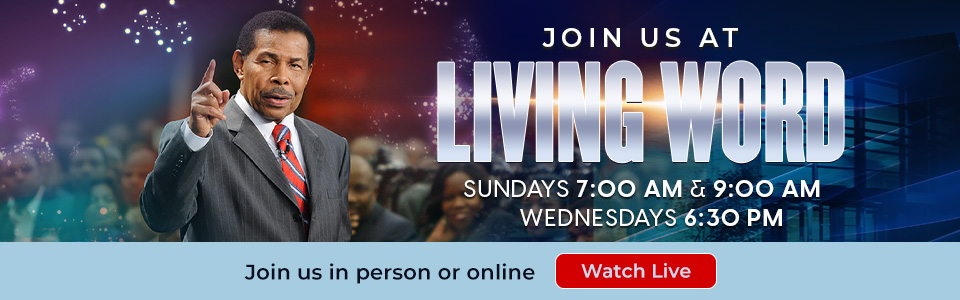 JOIN US AT
LIVING WORD
SUNDAYS 7:00 AM & 9:00 AM
WEDNESDAYS 6:30 PM
Join us in person or online
Watch Live